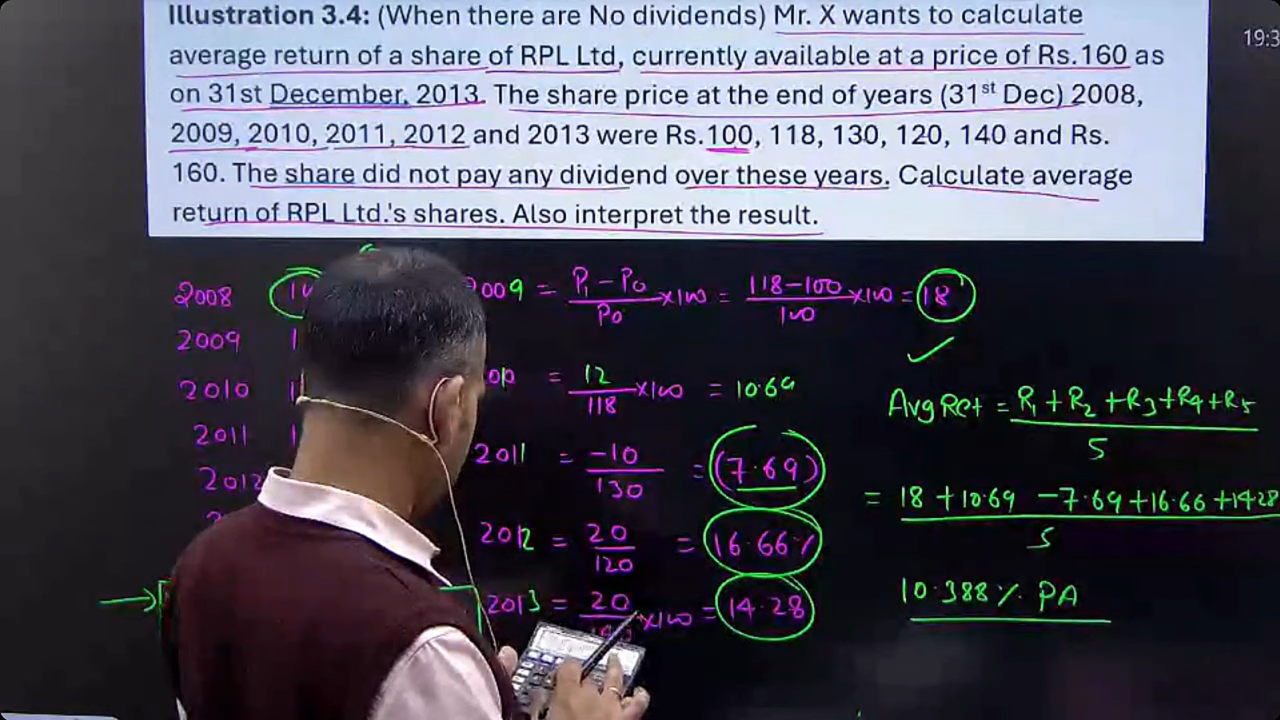 Illustration 3.4: (When there are No dividends) Mr. X wants to calculate
average return of a share of RPL Ltd, currently available at a price of Rs.160 as
on 31st December, 2013. The share price at the end of years (31st Dec) 2008,
2009, 2010, 2011, 2012 and 2013 were Rs.100, 118, 130, 120, 140 and Rs.
160. The share did not pay any dividend over these years. Calculate average
return of RPL Ltd.'s shares. Also interpret the result.
19:3
2008
2009
2010
2011
2012
009 = P1 - P0 / P0 x100 = 118-100 / 100 x100 = 18
= 12 / 118 x100 = 10.69
2011 = -10 / 130 = (7.69)
2012 = 20 / 120 = 16.66%
2013 = 20 / x100 = 14.28
Avg Ret = R1 + R2 + R3 + R4 + R5 / 5
= 18 + 10.69 - 7.69 + 16.66 + 14.28 / 5
10.388% PA